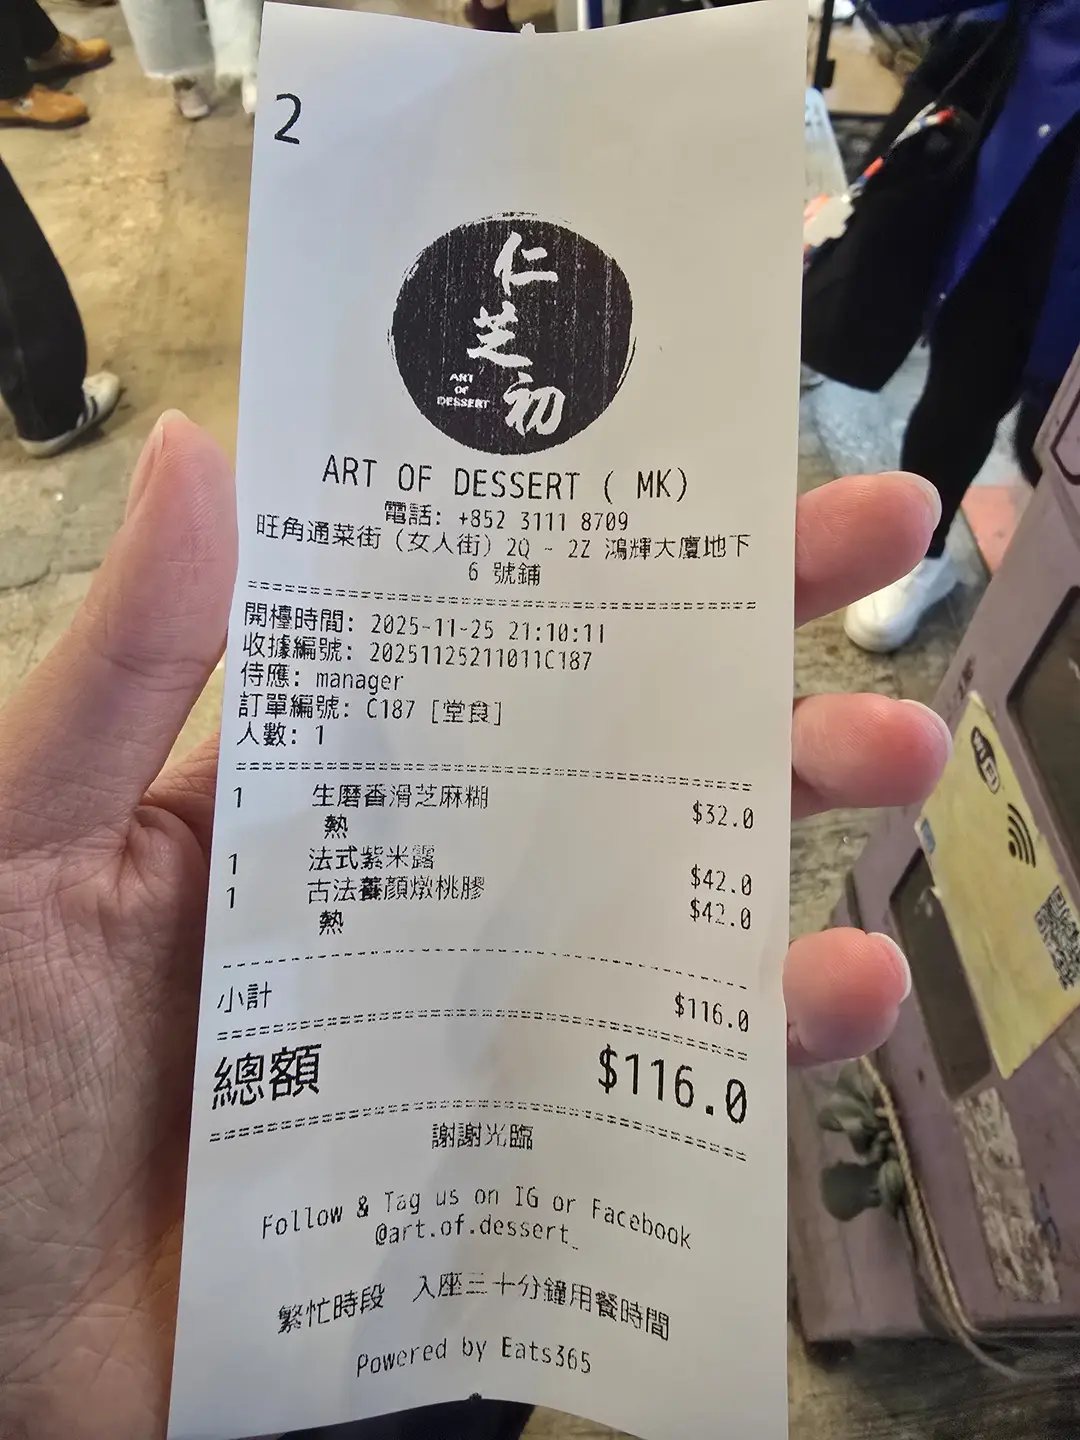 2
仁芝初
ART
OF
DESSERT
ART OF DESSERT ( MK)
電話: +852 3111 8709
旺角通菜街 (女人街) 2Q - 2Z 鴻輝大廈地下
6 號鋪
開檯時間: 2025-11-25 21:10:11
收據編號: 20251125211011C187
侍應: manager
訂單編號: C187 [堂食]
人數: 1
1 生磨香滑芝麻糊 $32.0
熱
1 法式紫米露 $42.0
1 古法養顏燉桃膠 $42.0
熱
小計 $116.0
總額 $116.0
謝謝光臨
Follow & Tag us on IG or Facebook
@art.of.dessert_
繁忙時段 入座三十分鐘用餐時間
Powered by Eats365